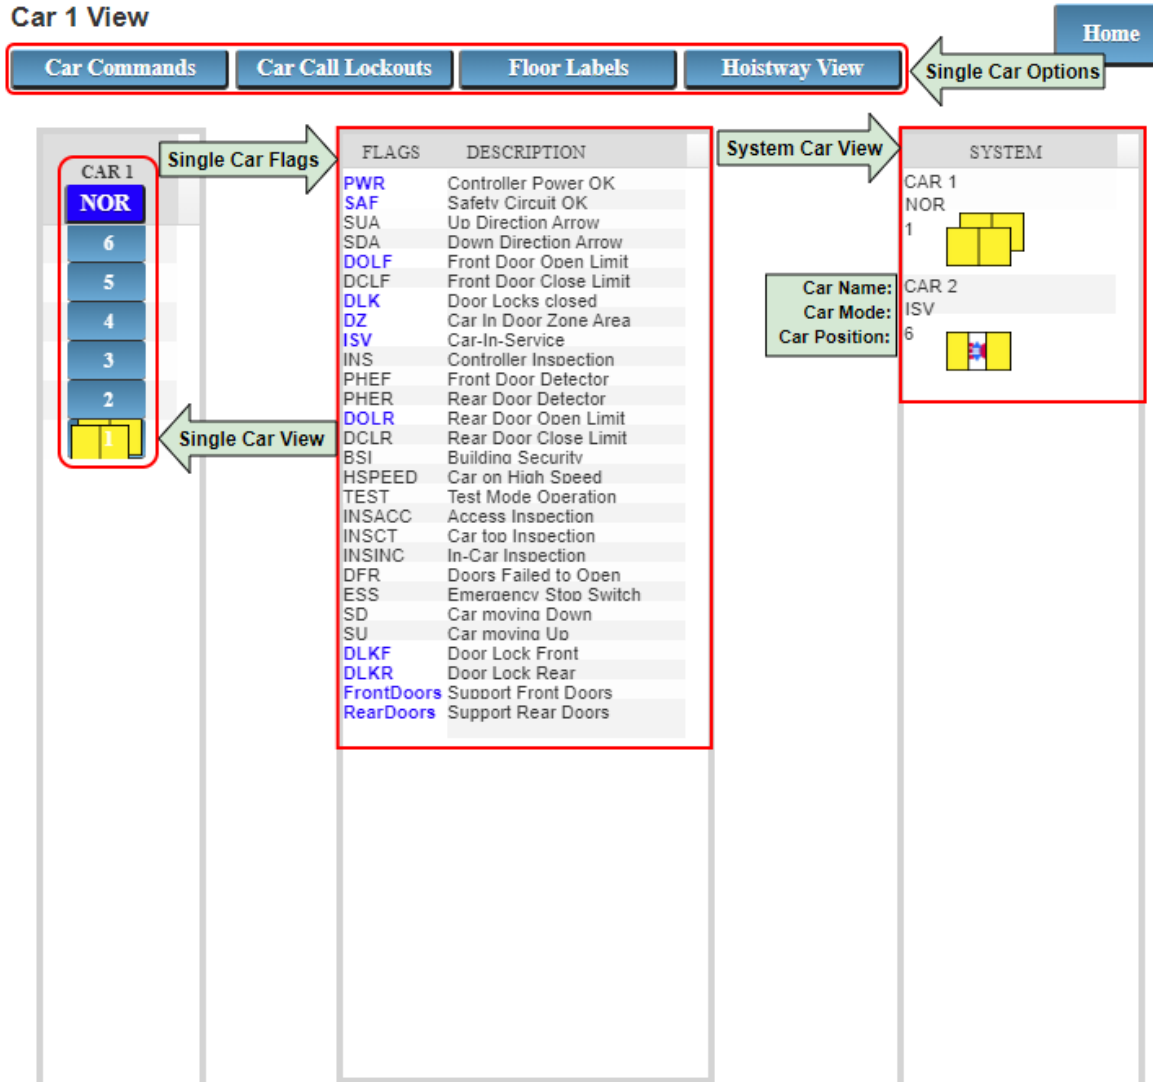 Car 1 View
Home
Car Commands
Car Call Lockouts
Floor Labels
Hoistway View
Single Car Options
CAR 1
NOR
6
5
4
3
2
1
Single Car Flags
Single Car View
FLAGS DESCRIPTION
PWR Controller Power OK
SAF Safety Circuit OK
SUA Up Direction Arrow
SDA Down Direction Arrow
DOLF Front Door Open Limit
DCLF Front Door Close Limit
DLK Door Locks closed
DZ Car In Door Zone Area
ISV Car-In-Service
INS Controller Inspection
PHEF Front Door Detector
PHER Rear Door Detector
DOLR Rear Door Open Limit
DCLR Rear Door Close Limit
BSI Building Security
HSPEED Car on High Speed
TEST Test Mode Operation
INSACC Access Inspection
INSCT Car top Inspection
INSINC In-Car Inspection
DFR Doors Failed to Open
ESS Emergency Stop Switch
SD Car moving Down
SU Car moving Up
DLKF Door Lock Front
DLKR Door Lock Rear
FrontDoors Support Front Doors
RearDoors Support Rear Doors
System Car View
SYSTEM
CAR 1
NOR
1
Car Name: CAR 2
Car Mode: ISV
Car Position: 6